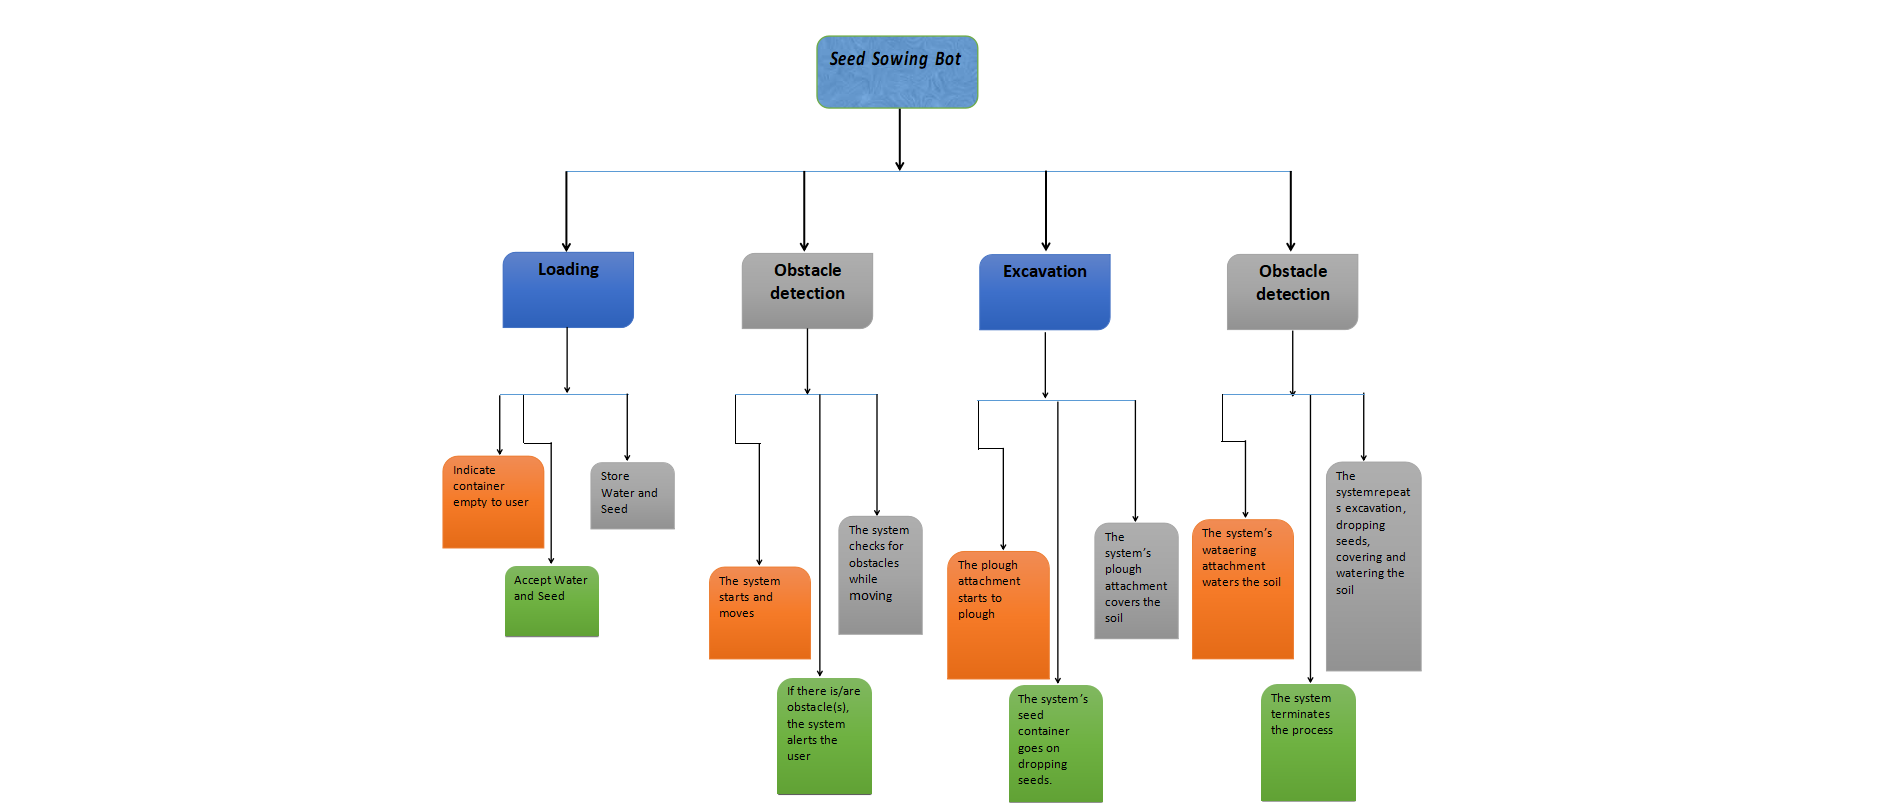 Seed Sowing Bot
Loading
Obstacle
detection
Excavation
Obstacle
detection
Indicate
container
empty to user
Accept Water
and Seed
Store
Water and
Seed
The system
starts and
moves
If there is/are
obstacle(s),
the system
alerts the
user
The system
checks for
obstacles
while
moving
The plough
attachment
starts to
plough
The system's
seed
container
goes on
dropping
seeds.
The
system's
plough
attachment
covers the
soil
The system's
wataering
attachment
waters the soil
The system
terminates
the process
The
systemrepeat
s excavation,
dropping
seeds,
covering and
watering the
soil